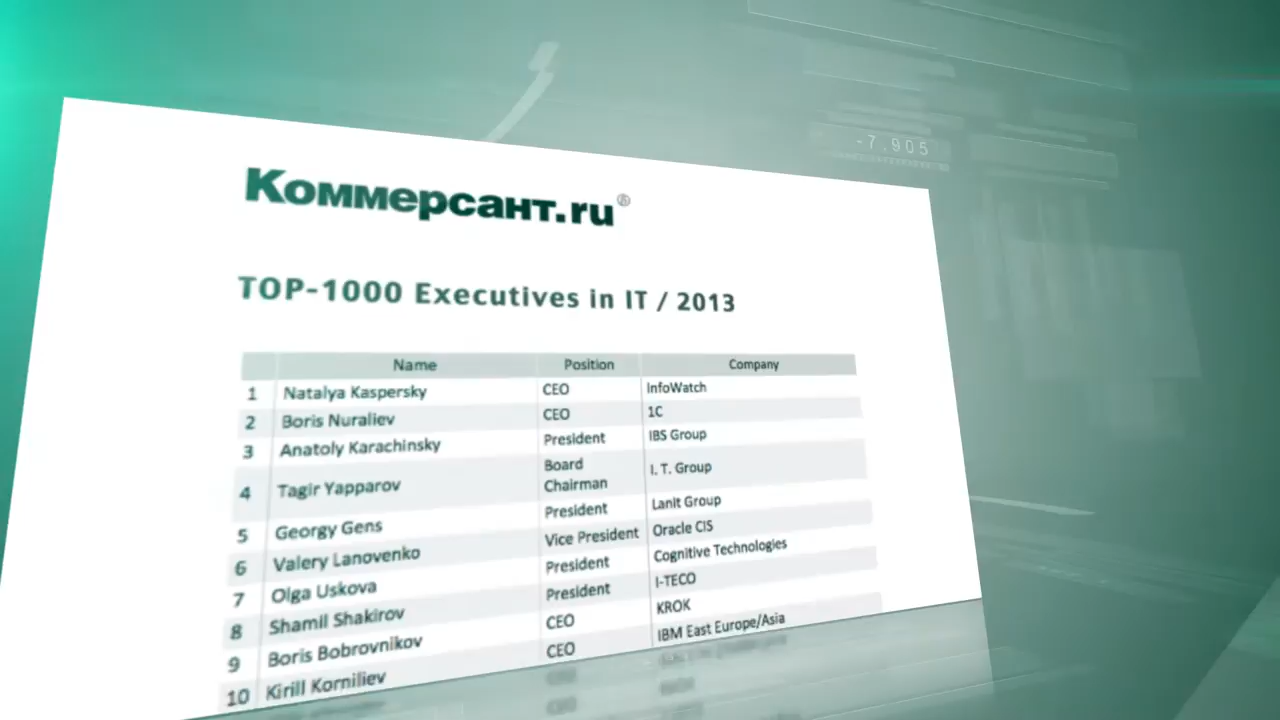 -7.905
Коммерсант.ru®
TOP-1000 Executives in IT / 2013
Name Position Company
1 Natalya Kaspersky CEO InfoWatch
2 Boris Nuraliev CEO 1C
3 Anatoly Karachinsky President IBS Group
4 Tagir Yapparov Board Chairman I. T. Group
5 Georgy Gens President Lanit Group
6 Valery Lanovenko Vice President Oracle CIS
7 Olga Uskova President Cognitive Technologies
8 Shamil Shakirov President I-TECO
9 Boris Bobrovnikov CEO KROK
10 Kirill Korniliev CEO IBM East Europe/Asia